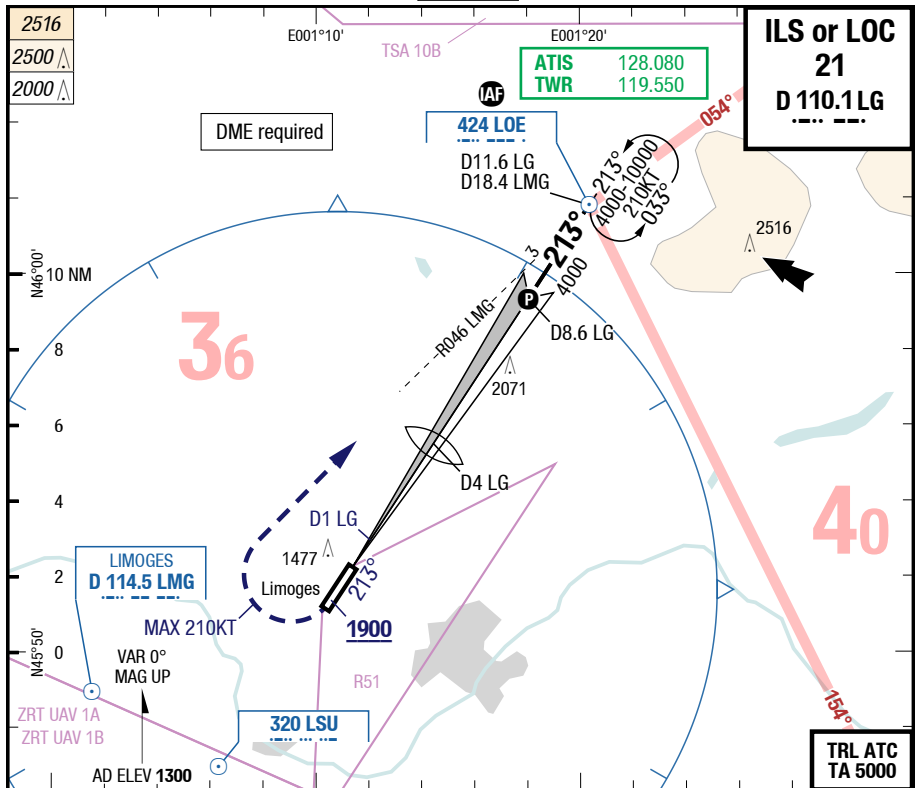 2516
2500
2000
E001°10'
E001°20'
TSA 10B
ATIS 128.080
TWR 119.550
ILS or LOC
21
D 110.1 LG
IAF
424 LOE
DME required
D11.6 LG
D18.4 LMG
054°
213°
4000-10000
210KT
033°
2516
213°
3
4000
N46°00'
10 NM
R046 LMG
P
D8.6 LG
36
8
2071
6
D4 LG
4
D1 LG
40
1477
LIMOGES
D 114.5 LMG
2
Limoges
213°
MAX 210KT
1900
N45°50'
0
VAR 0°
MAG UP
R51
ZRT UAV 1A
ZRT UAV 1B
320 LSU
154°
AD ELEV 1300
TRL ATC
TA 5000